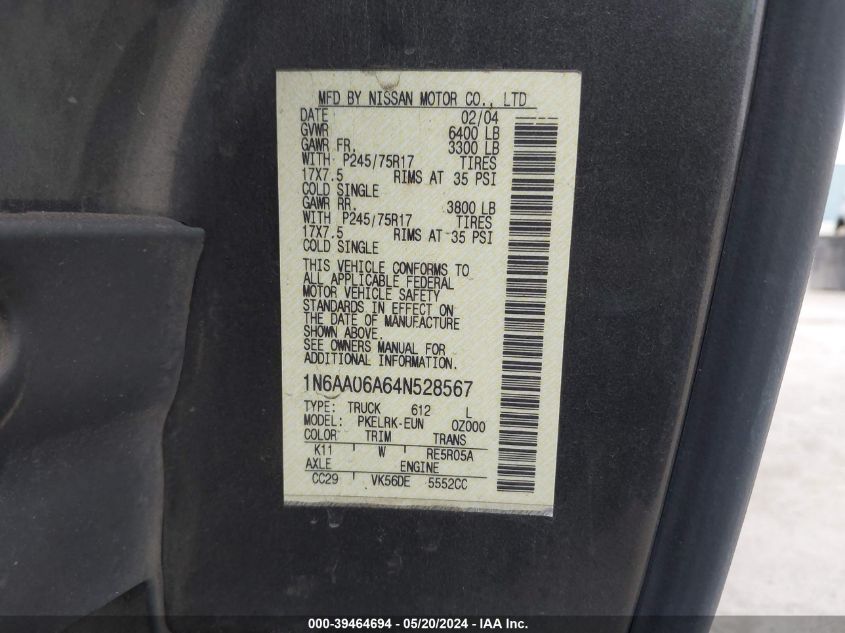 MFD BY NISSAN MOTOR CO., LTD
DATE 02/04
GVWR 6400 LB
GAWR FR. 3300 LB
WITH P245/75R17 TIRES
17X7.5 RIMS AT 35 PSI
COLD SINGLE
GAWR RR. 3800 LB
WITH P245/75R17 TIRES
17X7.5 RIMS AT 35 PSI
COLD SINGLE
THIS VEHICLE CONFORMS TO
ALL APPLICABLE FEDERAL
MOTOR VEHICLE SAFETY
STANDARDS IN EFFECT ON
THE DATE OF MANUFACTURE
SHOWN ABOVE.
SEE OWNERS MANUAL FOR
ADDITIONAL INFORMATION.
1N6AA06A64N528567
TYPE: TRUCK 612 L
MODEL: PKELRK-EUN 0Z000
COLOR TRIM TRANS
K11 W RE5R05A
AXLE ENGINE
CC29 VK56DE 5552CC
000-39464694 - 05/20/2024 - IAA Inc.